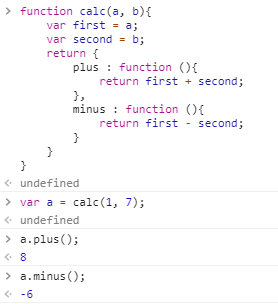 > function calc(a, b){
      var first = a;
      var second = b;
      return {
          plus : function (){
              return first + second;
          },
          minus : function (){
              return first - second;
          }
      }
  }
<· undefined
> var a = calc(1, 7);
<· undefined
> a.plus();
<· 8
> a.minus();
<· -6